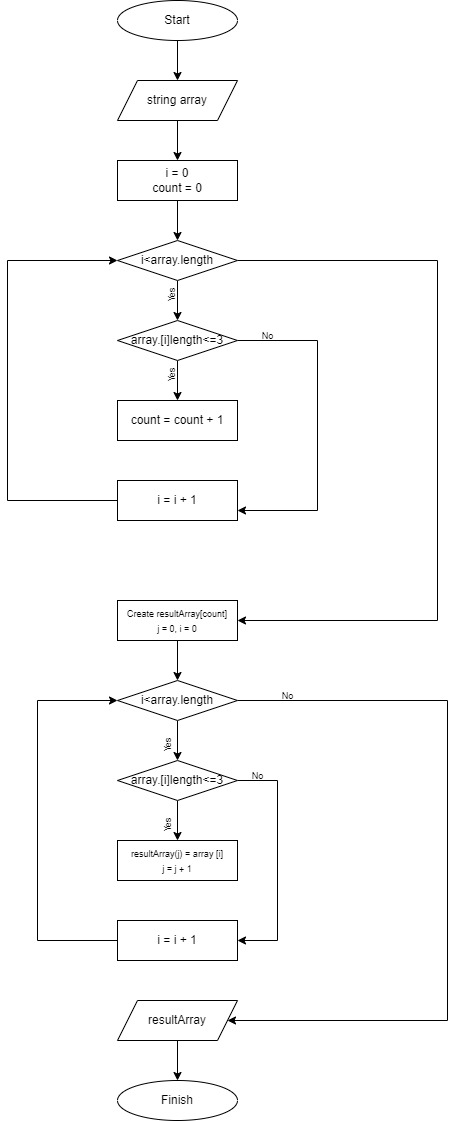 Start
string array
i = 0
count = 0
i<array.length
Yes
array.[i]length<=3
No
Yes
count = count + 1
i = i + 1
Create resultArray[count]
j = 0, i = 0
i<array.length
No
Yes
array.[i]length<=3
No
Yes
resultArray(j) = array [i]
j = j + 1
i = i + 1
resultArray
Finish